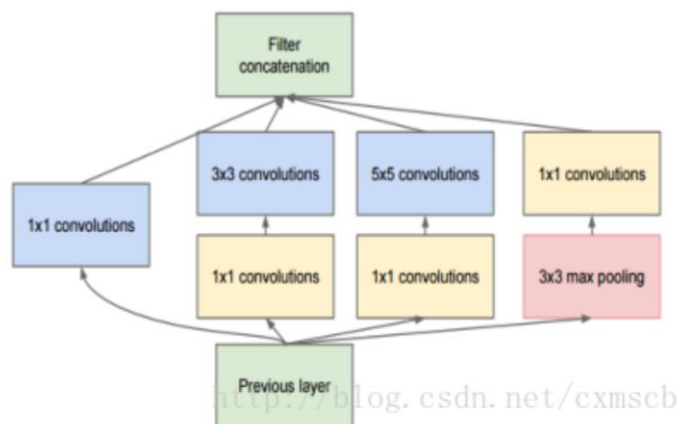 Filter
concatenation
3x3 convolutions
5x5 convolutions
1x1 convolutions
1x1 convolutions
1x1 convolutions
1x1 convolutions
3x3 max pooling
Previous layer
http://blog.csdn.net/cxmscb